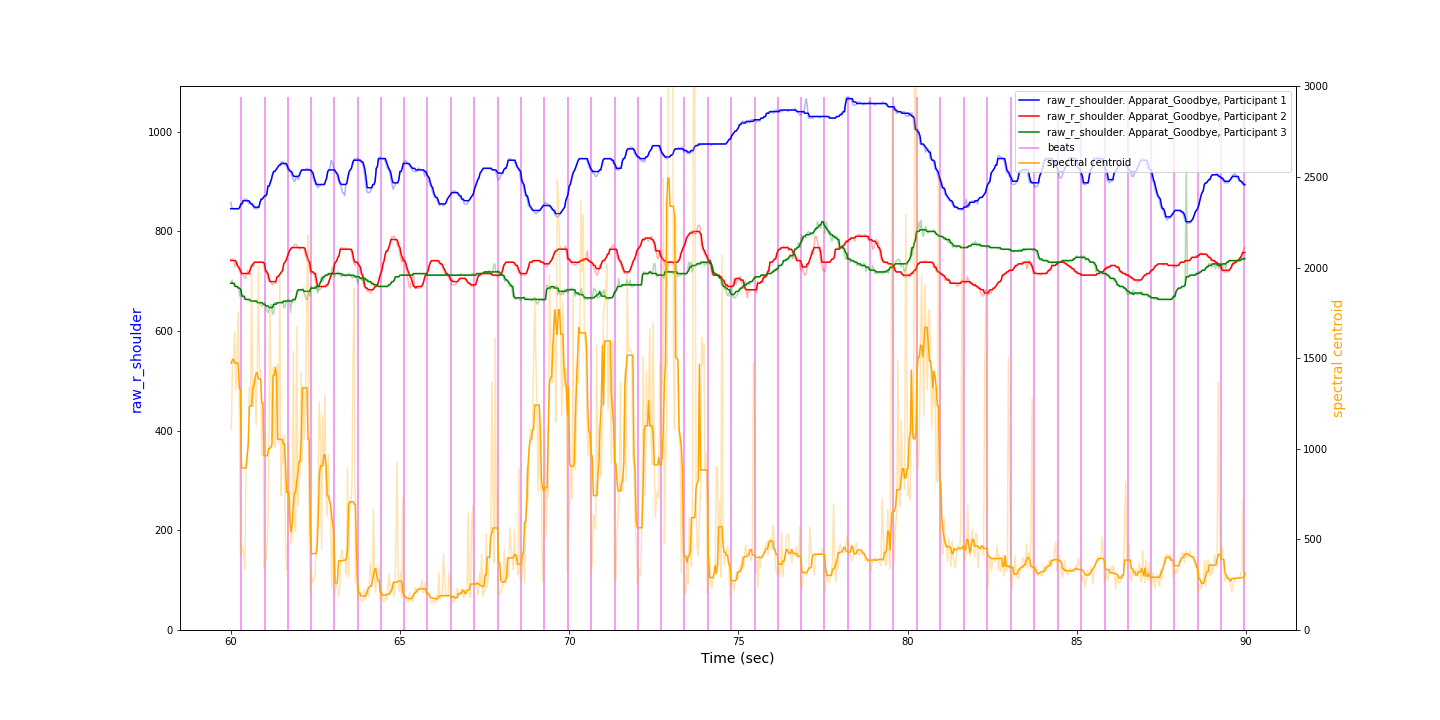 raw_r_shoulder. Apparat_Goodbye, Participant 1
raw_r_shoulder. Apparat_Goodbye, Participant 2
raw_r_shoulder. Apparat_Goodbye, Participant 3
beats
spectral centroid
1000
800
600
400
200
0
raw_r_shoulder
3000
2500
2000
1500
1000
500
0
spectral centroid
60
65
70
75
80
85
90
Time (sec)